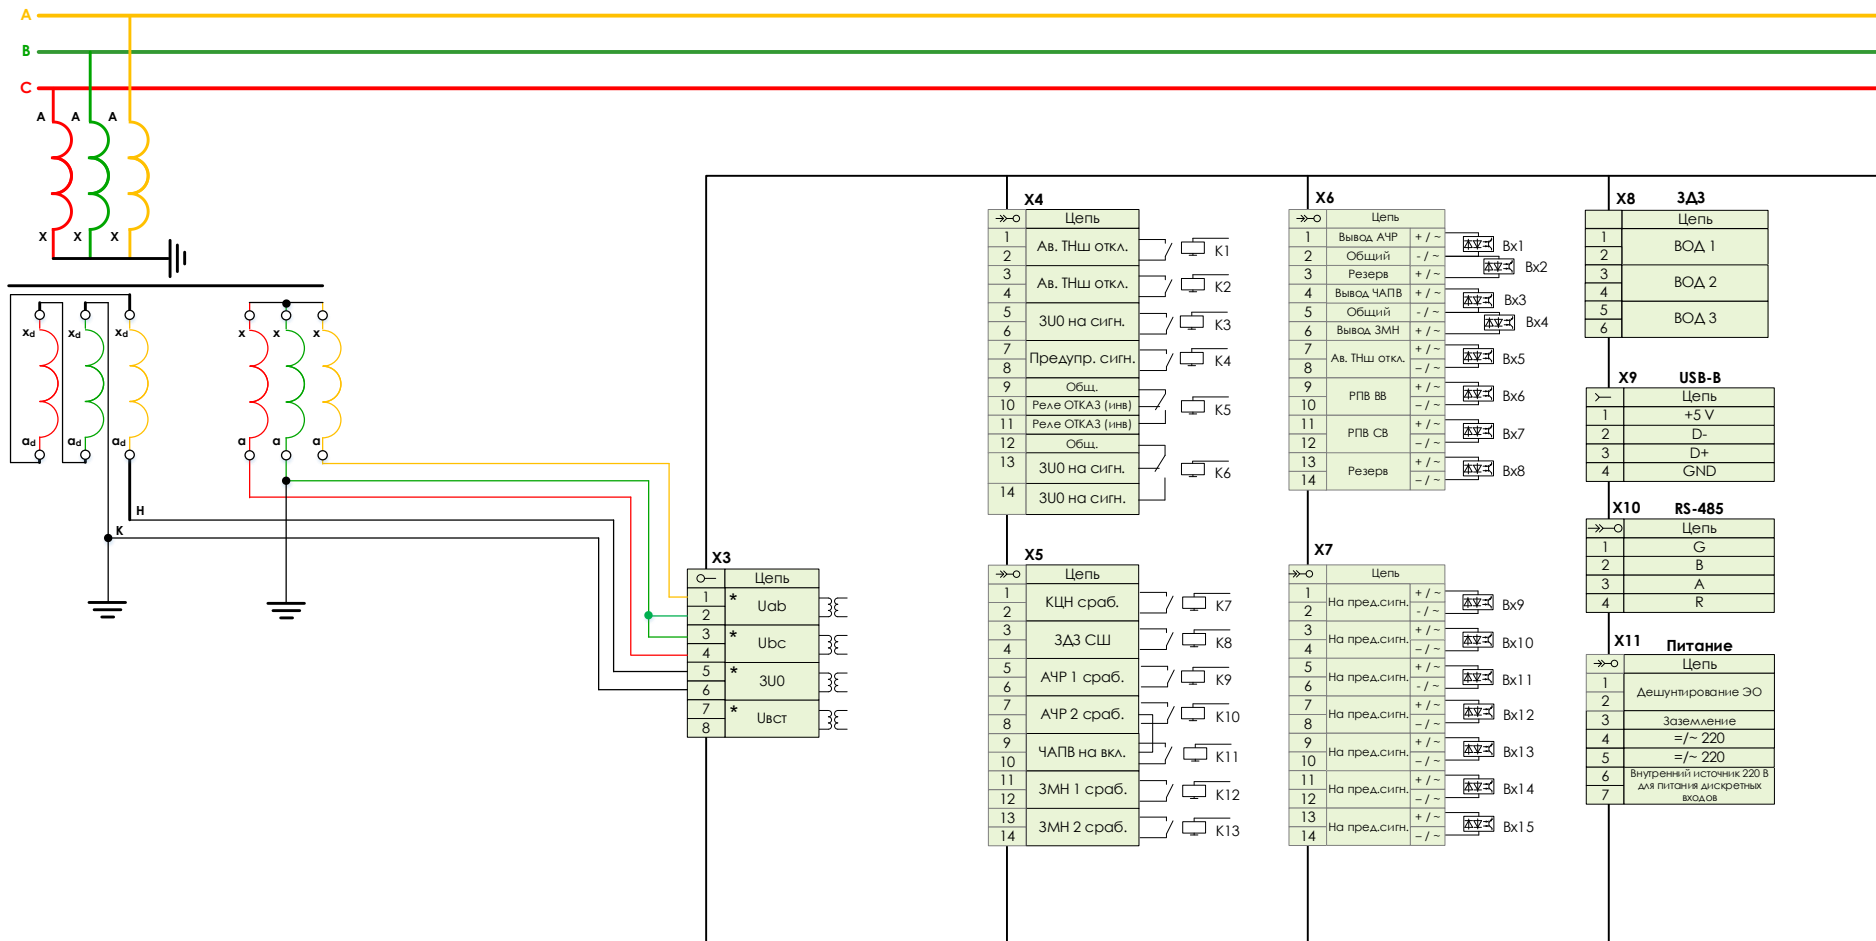 A
B
C
A A A
X X X
xd xd xd
ad ad ad
x x x
a a a
H
K
X3
Цепь
1 * Uab
2
3 * Ubc
4
5 * 3U0
6
7 * Uвст
8
X4
Цепь
1 Ав. ТНш откл. K1
2
3 Ав. ТНш откл. K2
4
5 3U0 на сигн. K3
6
7 Предупр. сигн. K4
8
9 Общ.
10 Реле ОТКАЗ (инв) K5
11 Реле ОТКАЗ (инв)
12 Общ.
13 3U0 на сигн. K6
14 3U0 на сигн.
X5
Цепь
1 КЦН сраб. K7
2
3 ЗДЗ СШ K8
4
5 АЧР 1 сраб. K9
6
7 АЧР 2 сраб. K10
8
9 ЧАПВ на вкл. K11
10
11 ЗМН 1 сраб. K12
12
13 ЗМН 2 сраб. K13
14
X6
Цепь
1 Вывод АЧР + / ~ Вх1
2 Общий - / ~
3 Резерв + / ~ Вх2
4 Вывод ЧАПВ + / ~ Вх3
5 Общий - / ~
6 Вывод ЗМН + / ~ Вх4
7 Ав. ТНш откл. + / ~ Вх5
8 – / ~
9 РПВ ВВ + / ~ Вх6
10 – / ~
11 РПВ СВ + / ~ Вх7
12 – / ~
13 Резерв + / ~ Вх8
14 – / ~
X7
Цепь
1 На пред.сигн. + / ~ Вх9
2 - / ~
3 На пред.сигн. + / ~ Вх10
4 – / ~
5 На пред.сигн. + / ~ Вх11
6 - / ~
7 На пред.сигн. + / ~ Вх12
8 – / ~
9 На пред.сигн. + / ~ Вх13
10 – / ~
11 На пред.сигн. + / ~ Вх14
12 – / ~
13 На пред.сигн. + / ~ Вх15
14 – / ~
X8 ЗДЗ
Цепь
1 ВОД 1
2
3 ВОД 2
4
5 ВОД 3
6
X9 USB-B
Цепь
1 +5 V
2 D-
3 D+
4 GND
X10 RS-485
Цепь
1 G
2 B
3 A
4 R
X11 Питание
Цепь
1 Дешунтирование ЭО
2
3 Заземление
4 =/~ 220
5 =/~ 220
6 Внутренний источник 220 В
для питания дискретных
7 входов